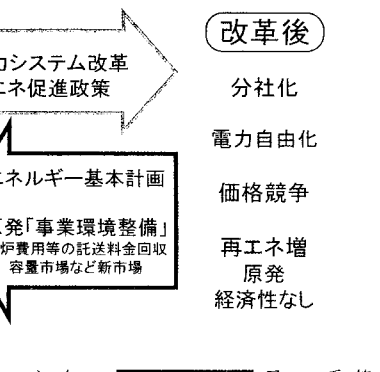 改革後
力システム改革
エネ促進政策
分社化
電力自由化
エネルギー基本計画
価格競争
発「事業環境整備」
炉費用等の託送料金回収
容量市場など新市場
再エネ増
原発
経済性なし